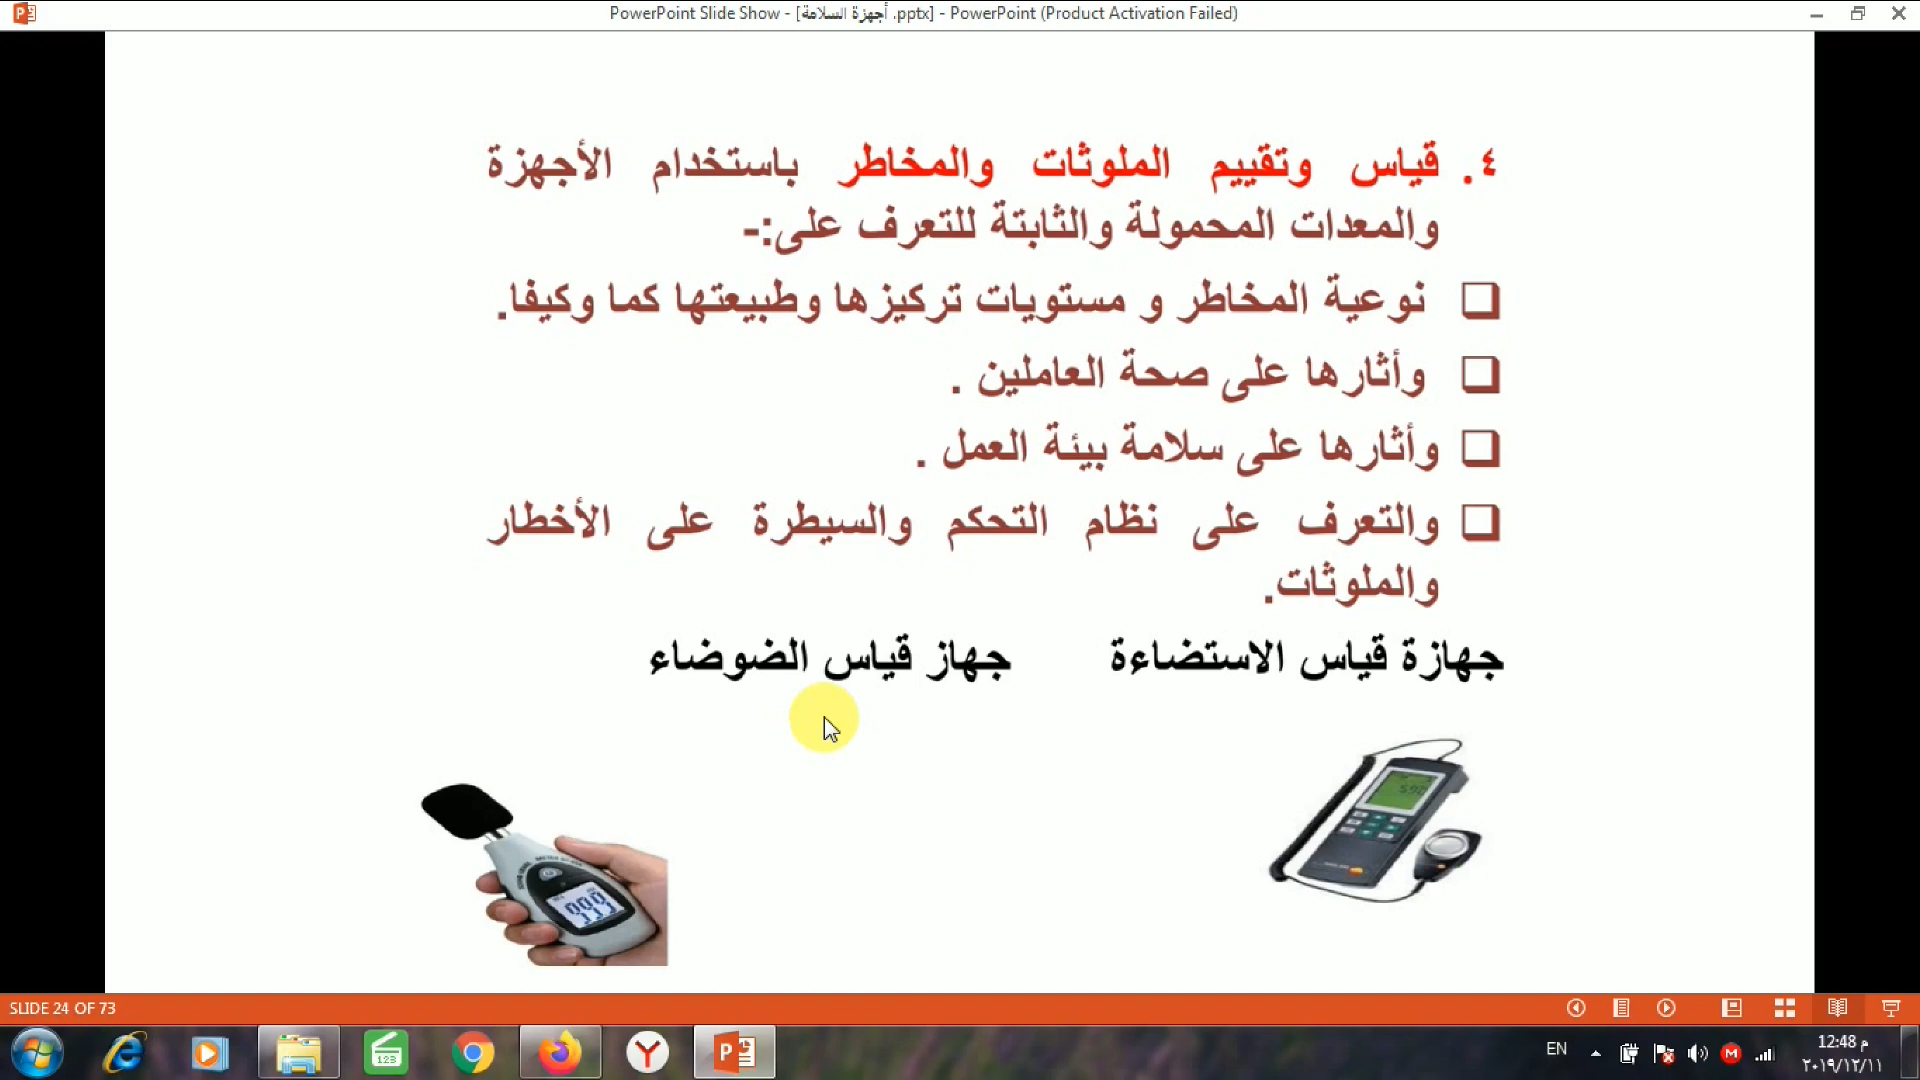 PowerPoint Slide Show - [أجهزة السلامة .pptx] - PowerPoint (Product Activation Failed)
٤. قياس وتقييم الملوثات والمخاطر باستخدام الأجهزة
والمعدات المحمولة والثابتة للتعرف على:-
نوعية المخاطر و مستويات تركيزها وطبيعتها كما وكيفا.
وأثارها على صحة العاملين .
وأثارها على سلامة بيئة العمل .
والتعرف على نظام التحكم والسيطرة على الأخطار
والملوثات.
جهازة قياس الاستضاءة
جهاز قياس الضوضاء
SLIDE 24 OF 73
123
EN
12:48 م
٢٠١٩/١٢/١١